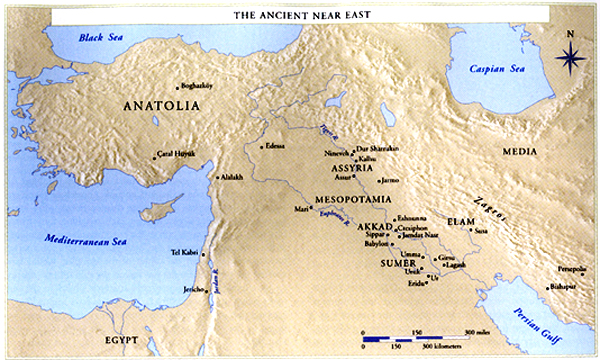 THE ANCIENT NEAR EAST
Black Sea
Caspian Sea
N
Boghazköy
ANATOLIA
Edessa
Tigris R.
Dur Sharrukin
Nineveh
Kalhu
MEDIA
ASSYRIA
Çatal Hüyük
Alalakh
Assur
Jarmo
MESOPOTAMIA
Mari
Euphrates R.
Zagros
Eshnunna
ELAM
AKKAD
Ctesiphon
Susa
Sippar
Jamdat Nasr
Babylon
Mediterranean Sea
Tel Kabri
Umma
Girsu
SUMER
Lagash
Uruk
Ur
Eridu
Persepolis
Bishapur
Jordan R.
Jericho
Persian Gulf
EGYPT
0 150 300 miles
0 150 300 kilometers